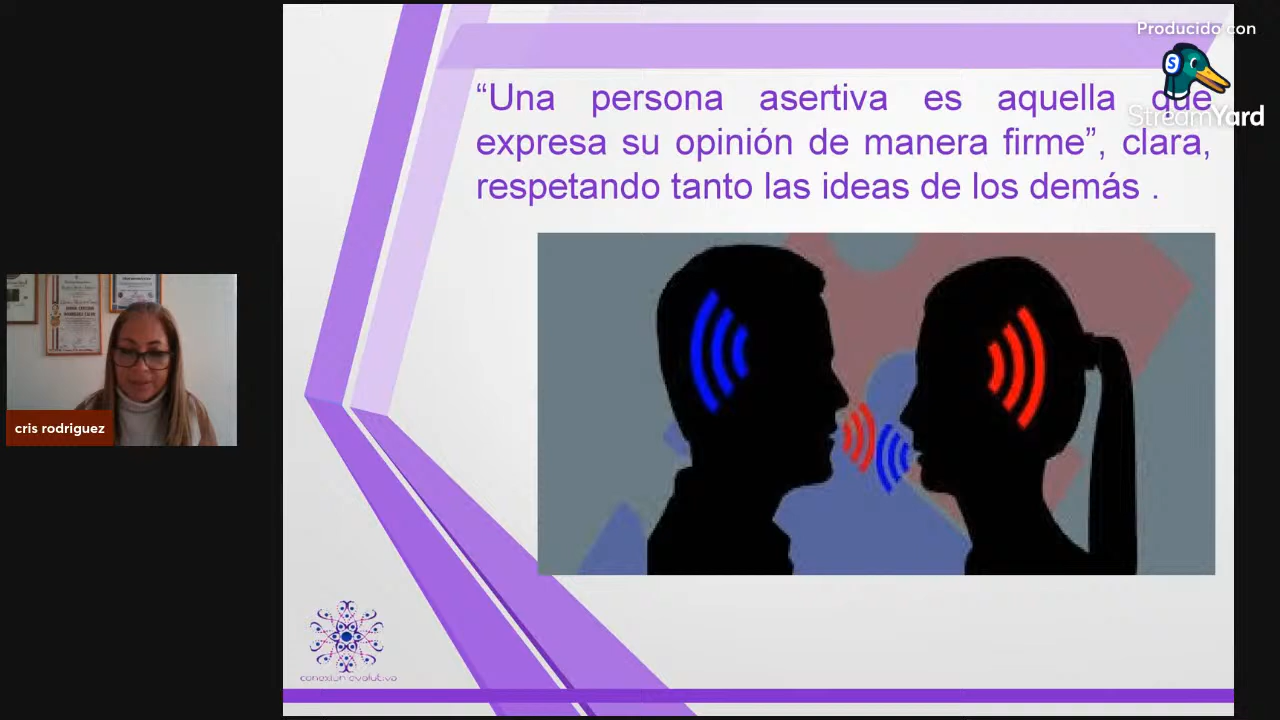 Producido con
StreamYard
“Una persona asertiva es aquella que
expresa su opinión de manera firme”, clara,
respetando tanto las ideas de los demás .
cris rodriguez
conexión evolutiva